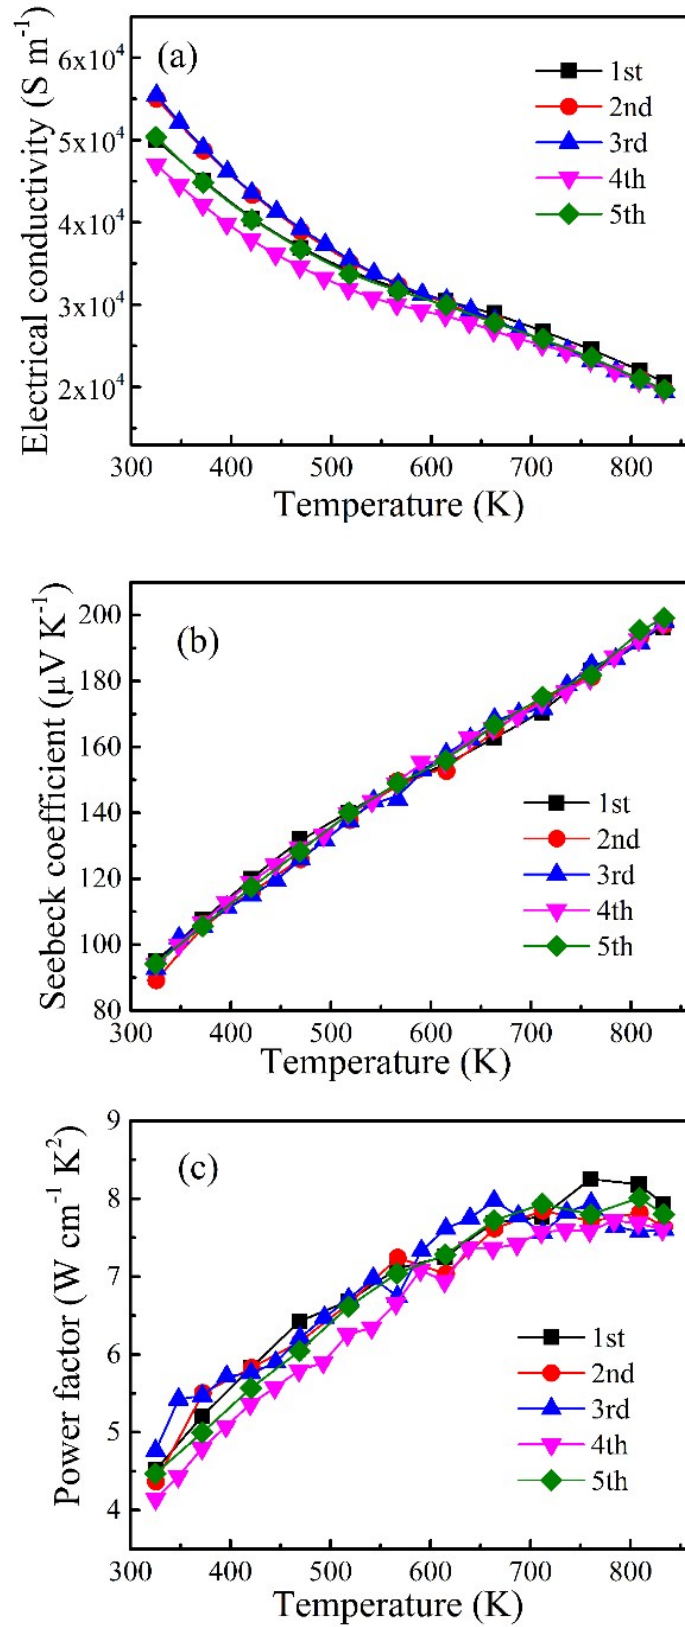 (a)
Electrical conductivity (S m⁻¹)
6x10⁴
5x10⁴
4x10⁴
3x10⁴
2x10⁴
1st
2nd
3rd
4th
5th
300 400 500 600 700 800
Temperature (K)
(b)
Seebeck coefficient (μV K⁻¹)
200
180
160
140
120
100
80
1st
2nd
3rd
4th
5th
300 400 500 600 700 800
Temperature (K)
(c)
Power factor (W cm⁻¹ K²)
9
8
7
6
5
4
1st
2nd
3rd
4th
5th
300 400 500 600 700 800
Temperature (K)